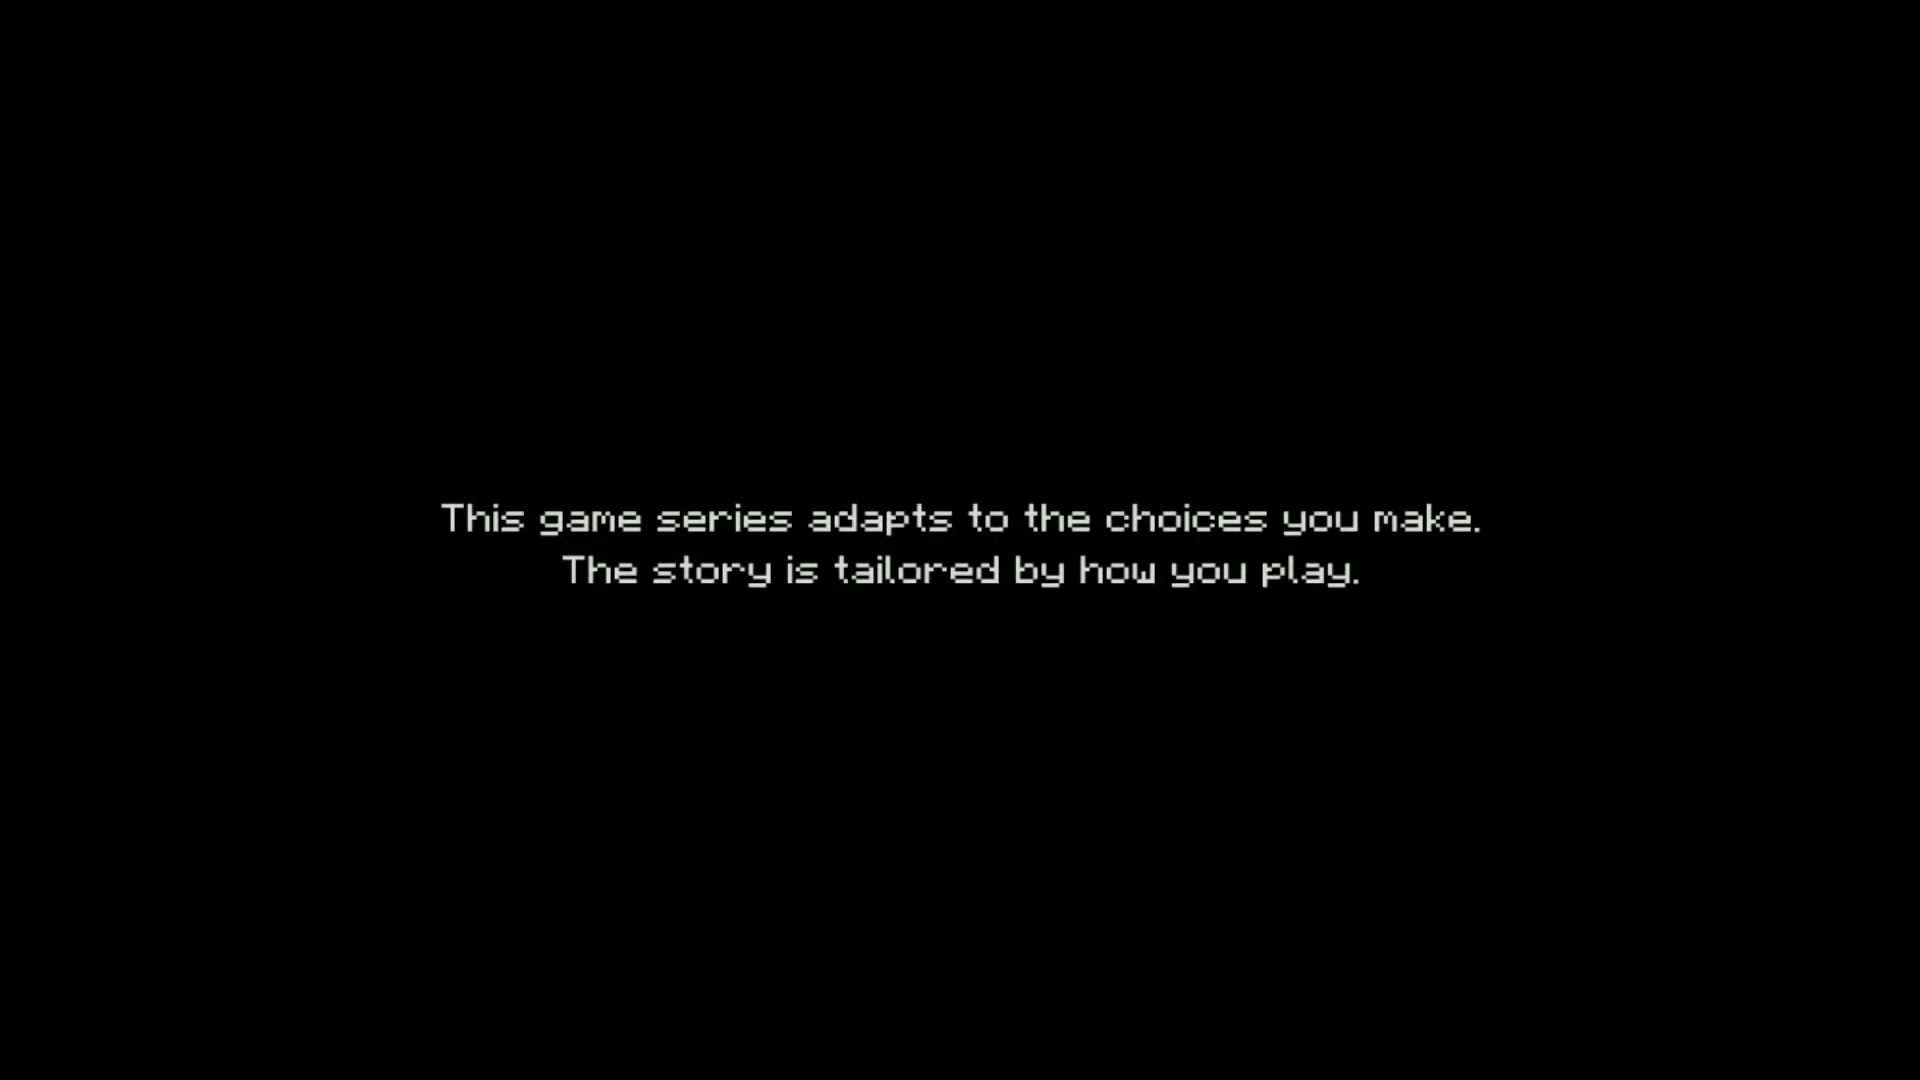 This game series adapts to the choices you make.
The story is tailored by how you play.